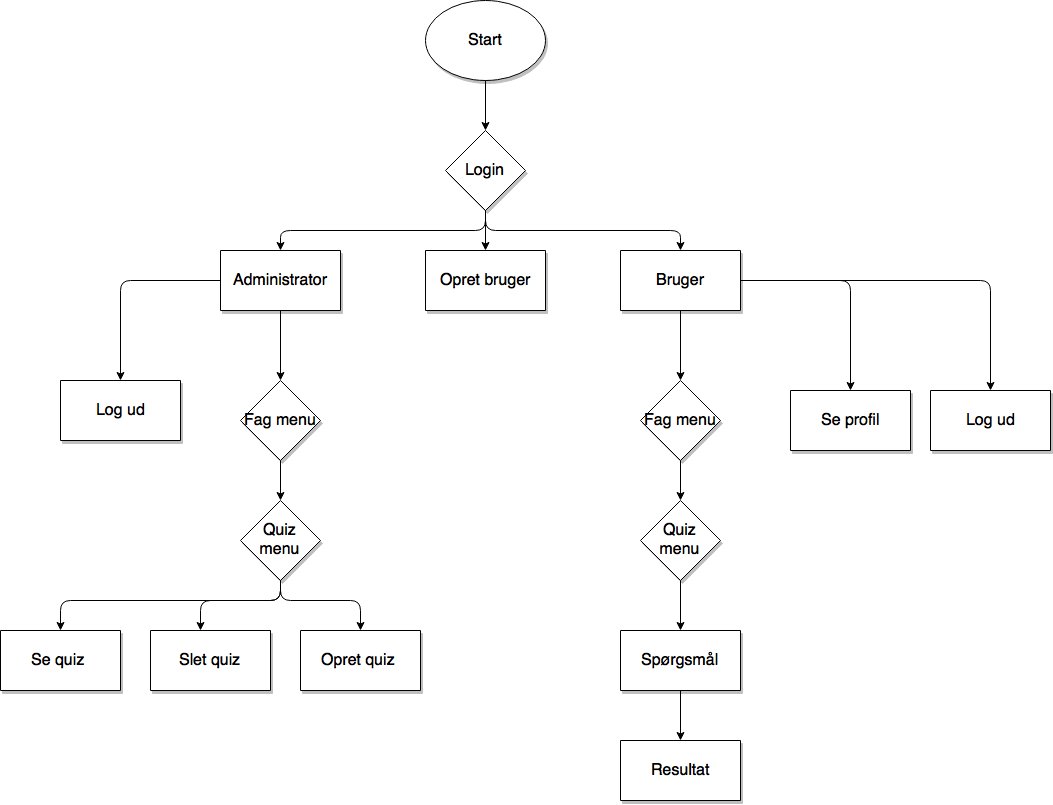 Start
Login
Administrator
Opret bruger
Bruger
Log ud
Fag menu
Fag menu
Se profil
Log ud
Quiz
menu
Quiz
menu
Se quiz
Slet quiz
Opret quiz
Spørgsmål
Resultat